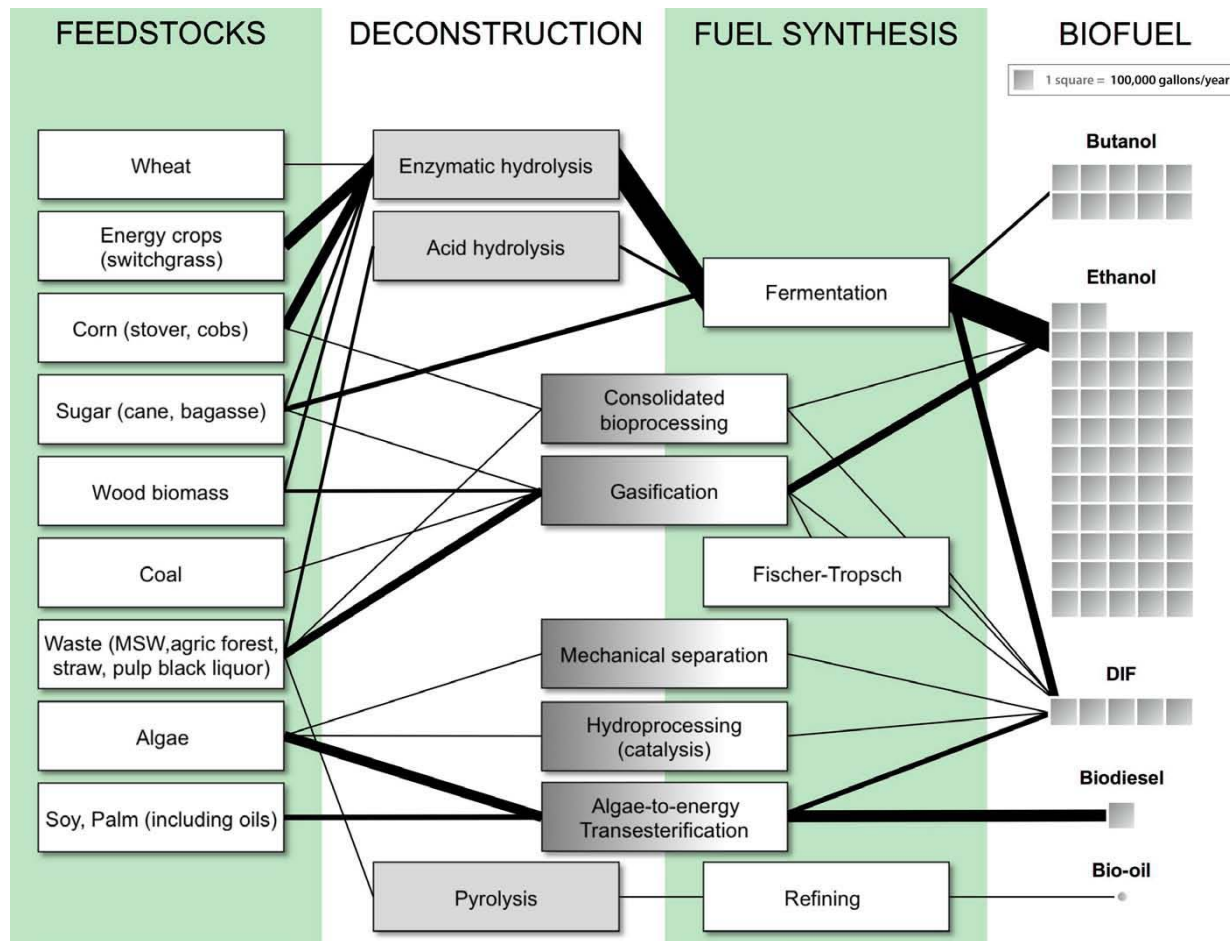 FEEDSTOCKS
DECONSTRUCTION
FUEL SYNTHESIS
BIOFUEL
1 square = 100,000 gallons/year
Wheat
Energy crops
(switchgrass)
Corn (stover, cobs)
Sugar (cane, bagasse)
Wood biomass
Coal
Waste (MSW,agric forest,
straw, pulp black liquor)
Algae
Soy, Palm (including oils)
Enzymatic hydrolysis
Acid hydrolysis
Consolidated
bioprocessing
Gasification
Mechanical separation
Hydroprocessing
(catalysis)
Algae-to-energy
Transesterification
Pyrolysis
Fermentation
Fischer-Tropsch
Refining
Butanol
Ethanol
DIF
Biodiesel
Bio-oil